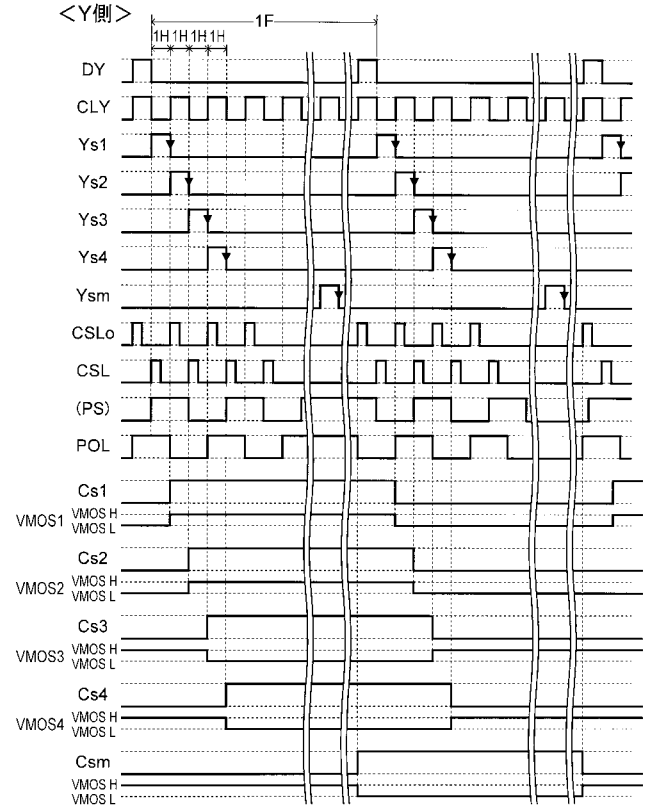 ＜Y側＞
1F
1H 1H 1H 1H
DY
CLY
Ys1
Ys2
Ys3
Ys4
Ysm
CSLo
CSL
(PS)
POL
Cs1
VMOS1 VMOS H
VMOS L
Cs2
VMOS2 VMOS H
VMOS L
Cs3
VMOS3 VMOS H
VMOS L
Cs4
VMOS4 VMOS H
VMOS L
Csm
VMOS H
VMOS L